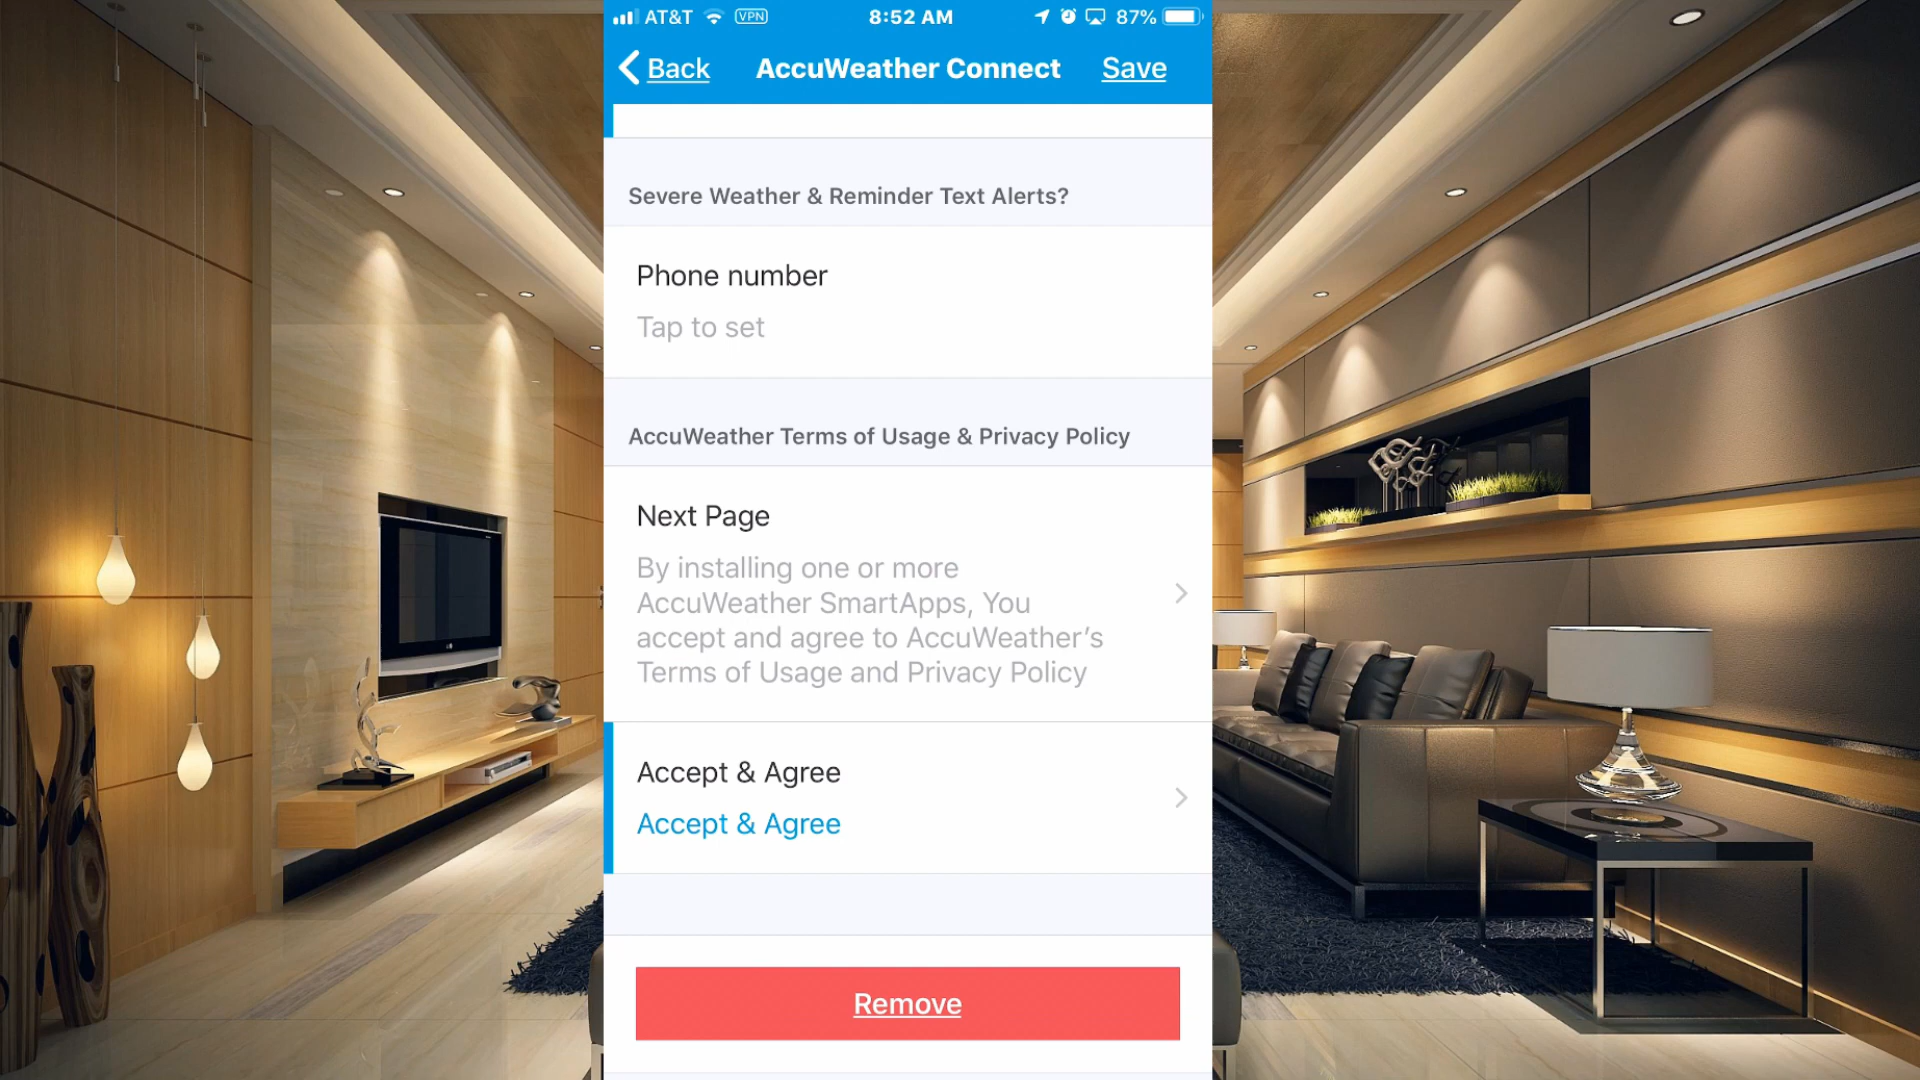 AT&T VPN 8:52 AM 87%
Back AccuWeather Connect Save
Severe Weather & Reminder Text Alerts?
Phone number
Tap to set
AccuWeather Terms of Usage & Privacy Policy
Next Page
By installing one or more
AccuWeather SmartApps, You
accept and agree to AccuWeather’s
Terms of Usage and Privacy Policy
Accept & Agree
Accept & Agree
Remove